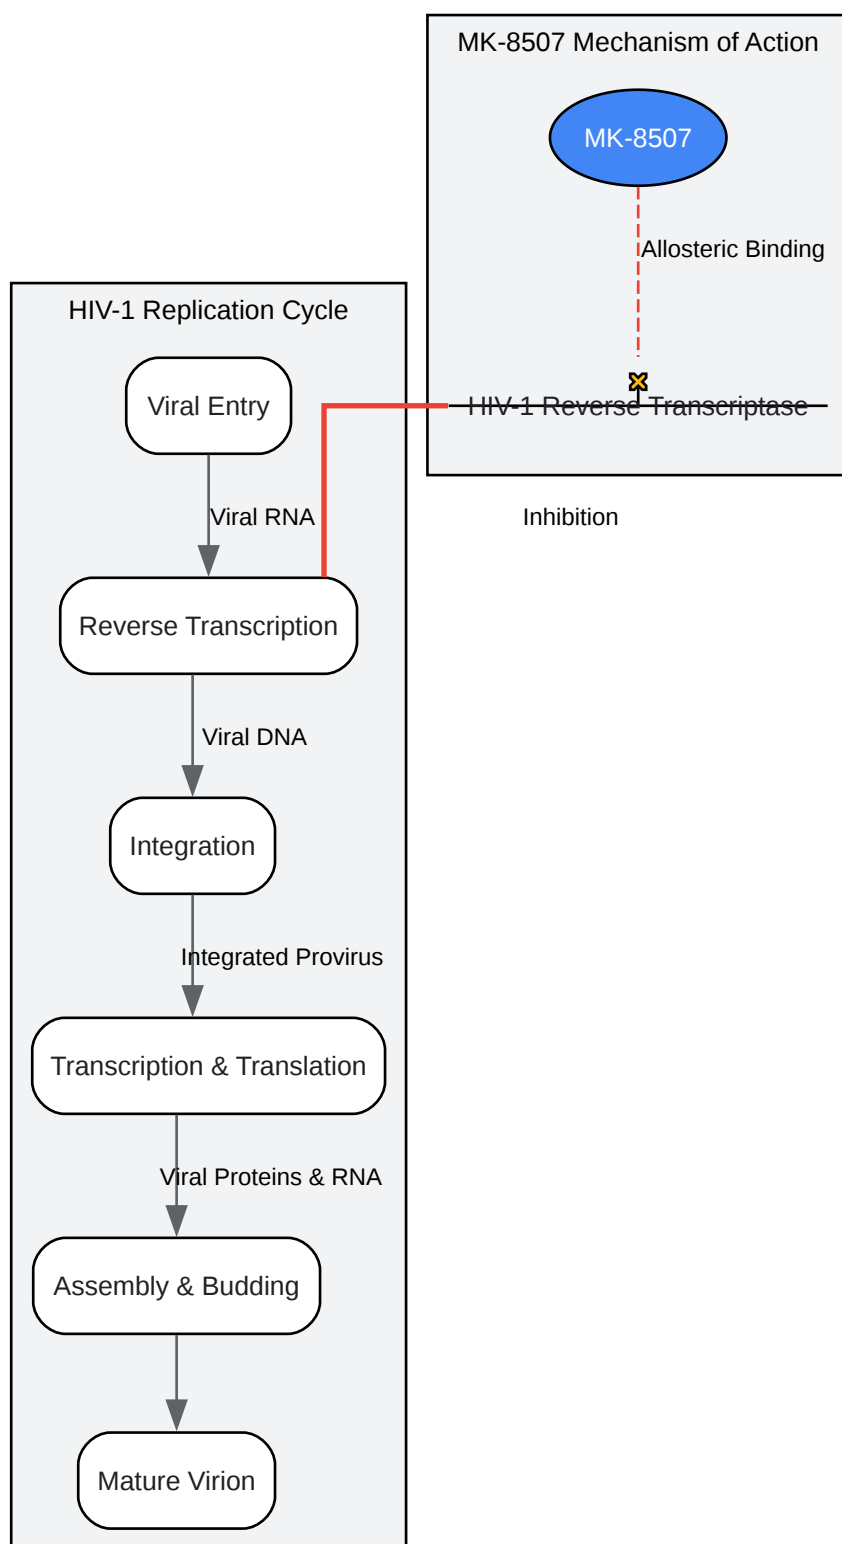 MK-8507 Mechanism of Action
MK-8507
Allosteric Binding
HIV-1 Reverse Transcriptase
Inhibition
HIV-1 Replication Cycle
Viral Entry
Viral RNA
Reverse Transcription
Viral DNA
Integration
Integrated Provirus
Transcription & Translation
Viral Proteins & RNA
Assembly & Budding
Mature Virion